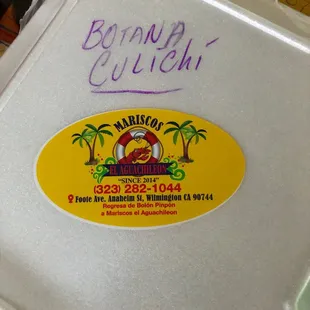 BOTANA
CULICHÍ
MARISCOS
EL AGUACHILEON
"SINCE 2014"
(323) 282-1044
Foote Ave. Anaheim St, Wilmington CA 90744
Regresa de Bolón Pinpón
a Mariscos el Aguachileon